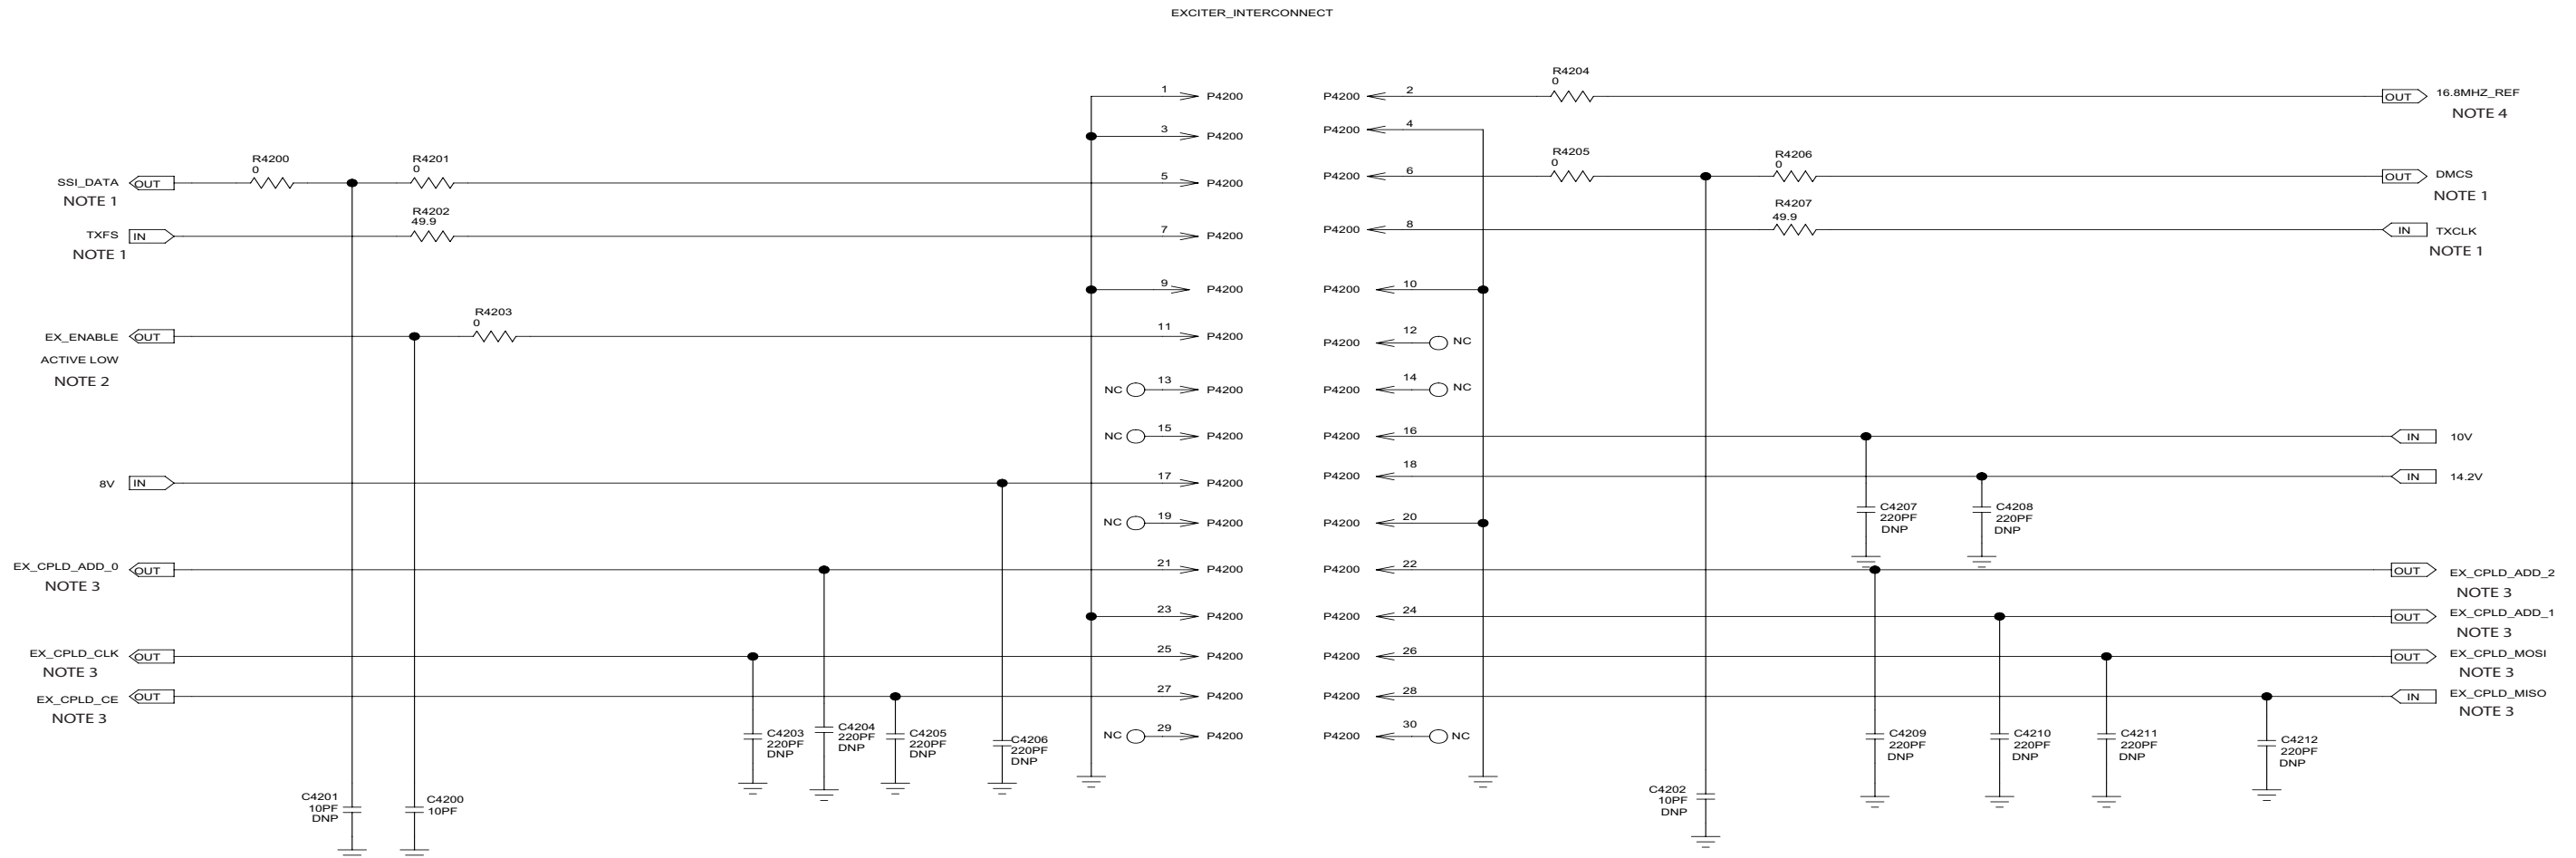 EXCITER_INTERCONNECT
R4204
0
1 P4200 P4200 2 OUT 16.8MHZ_REF
NOTE 4
3 P4200 P4200 4
R4200
0
R4201
0
R4205
0
R4206
0
SSI_DATA OUT 5 P4200 P4200 6 OUT DMCS
NOTE 1 NOTE 1
R4202
49.9
R4207
49.9
TXFS IN 7 P4200 P4200 8 IN TXCLK
NOTE 1 NOTE 1
9 P4200 P4200 10
R4203
0
EX_ENABLE OUT 11 P4200 P4200 12 NC
ACTIVE LOW
NOTE 2
NC 13 P4200 P4200 14 NC
NC 15 P4200 P4200 16 IN 10V
8V IN 17 P4200 P4200 18 IN 14.2V
C4207
220PF
DNP
C4208
220PF
DNP
NC 19 P4200 P4200 20
EX_CPLD_ADD_0 OUT 21 P4200 P4200 22 OUT EX_CPLD_ADD_2
NOTE 3 NOTE 3
23 P4200 P4200 24 OUT EX_CPLD_ADD_1
NOTE 3
EX_CPLD_CLK OUT 25 P4200 P4200 26 OUT EX_CPLD_MOSI
NOTE 3 NOTE 3
EX_CPLD_CE OUT 27 P4200 P4200 28 IN EX_CPLD_MISO
NOTE 3 NOTE 3
NC 29 P4200 P4200 30 NC
C4203
220PF
DNP
C4204
220PF
DNP
C4205
220PF
DNP
C4206
220PF
DNP
C4209
220PF
DNP
C4210
220PF
DNP
C4211
220PF
DNP
C4212
220PF
DNP
C4201
10PF
DNP
C4200
10PF
C4202
10PF
DNP